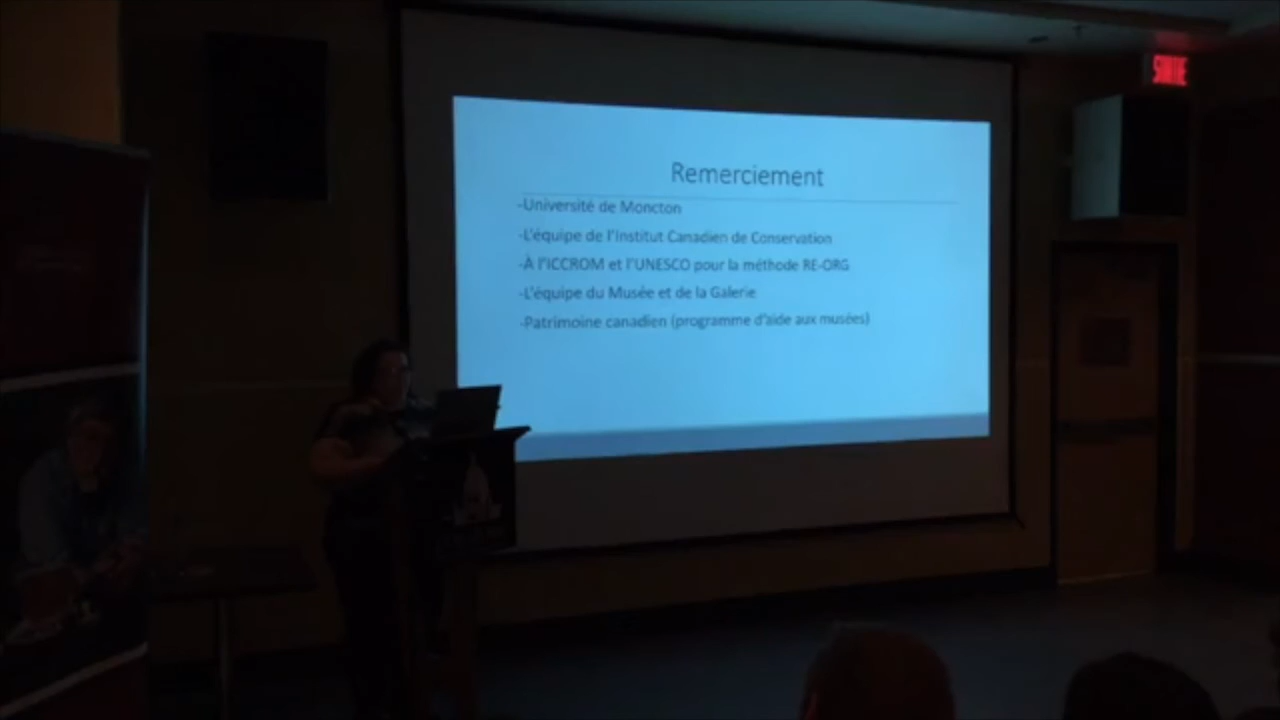 SORTIE
Remerciement
-Université de Moncton
-L'équipe de l'Institut Canadien de Conservation
-À l'ICCROM et l'UNESCO pour la méthode RE-ORG
-L'équipe du Musée et de la Galerie
-Patrimoine canadien (programme d'aide aux musées)